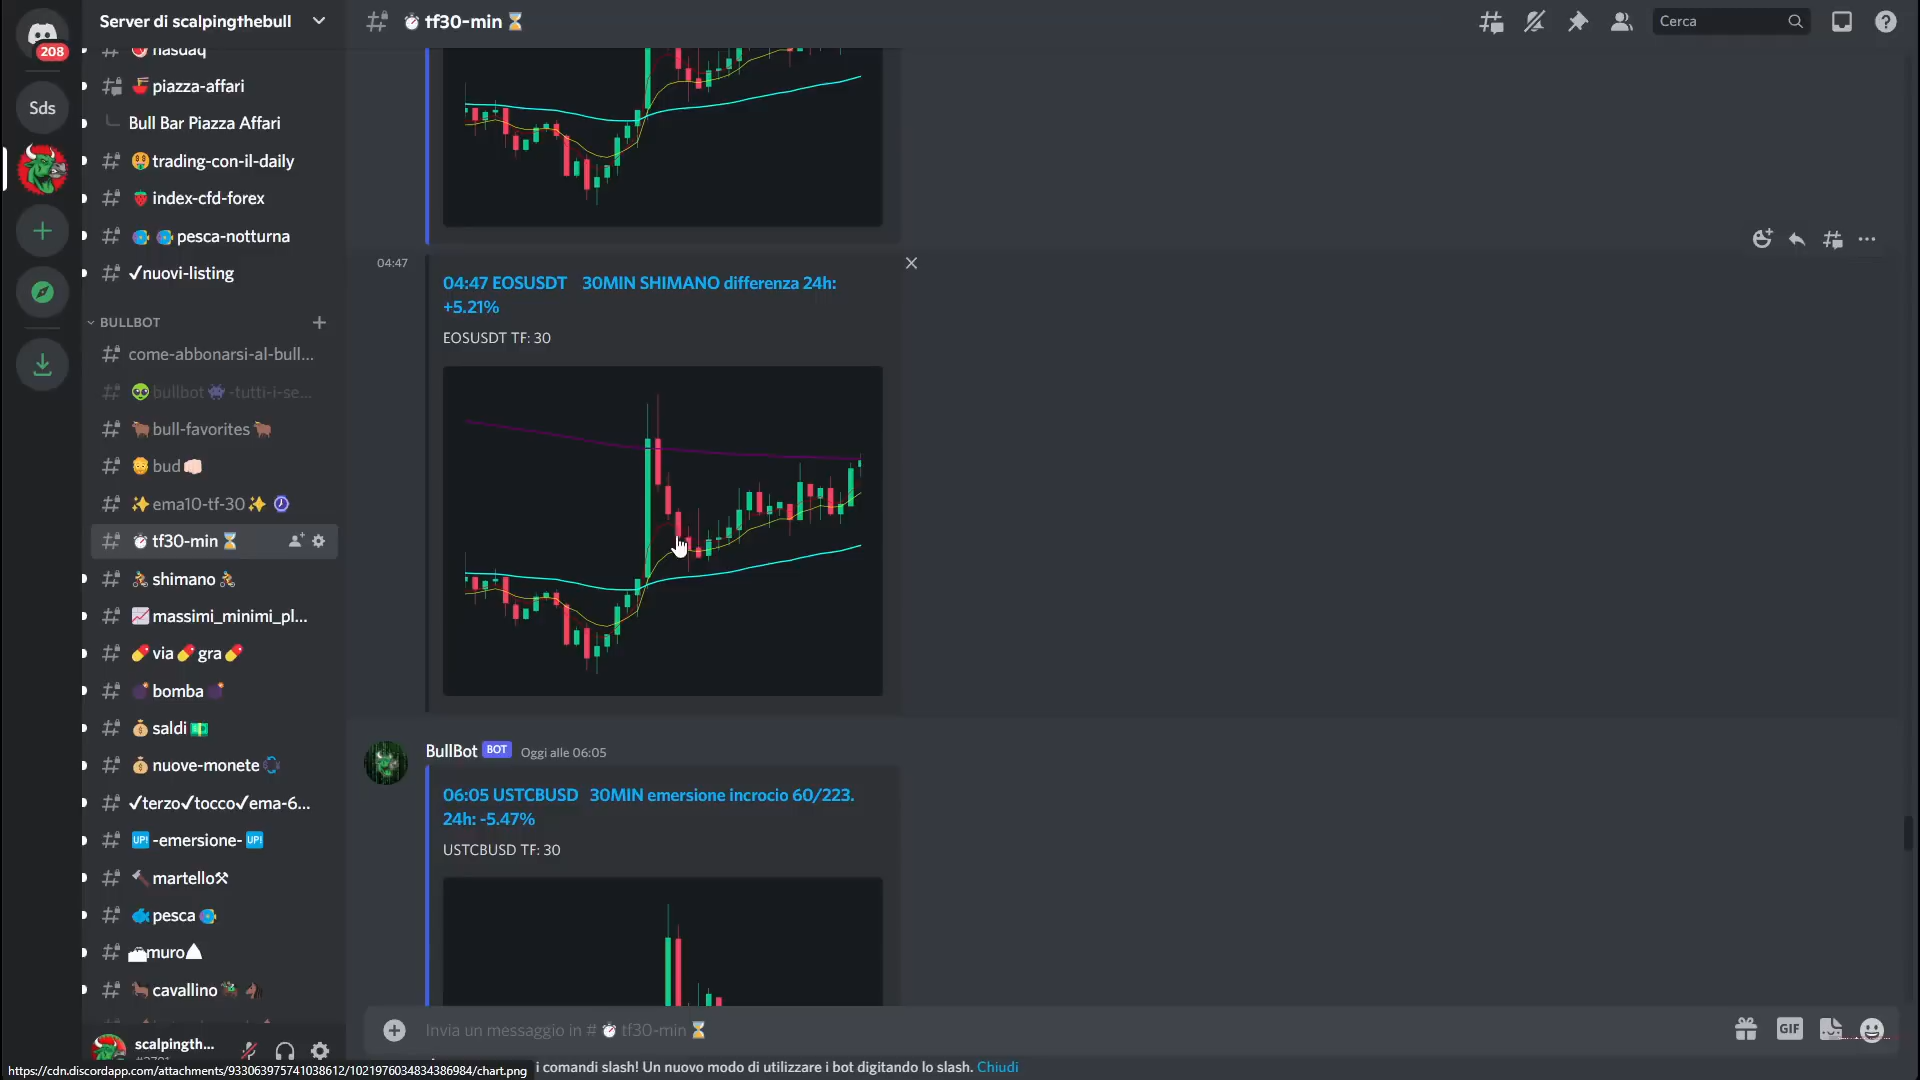 208
Sds
Server di scalpingthebull
nasdaq
piazza-affari
Bull Bar Piazza Affari
trading-con-il-daily
index-cfd-forex
pesca-notturna
✓nuovi-listing
BULLBOT
come-abbonarsi-al-bull...
bullbot -tutti-i-se...
bull-favorites
bud
ema10-tf-30
tf30-min
shimano
massimi_minimi_pl...
via gra
bomba
saldi
nuove-monete
✓terzo✓tocco✓ema-6...
UP! -emersione- UP!
martello
pesca
muro
cavallino
scalpingth...
tf30-min
Cerca
04:47
04:47 EOSUSDT 30MIN SHIMANO differenza 24h:
+5.21%
EOSUSDT TF: 30
BullBot BOT Oggi alle 06:05
06:05 USTCBUSD 30MIN emersione incrocio 60/223.
24h: -5.47%
USTCBUSD TF: 30
Invia un messaggio in # tf30-min
GIF
https://cdn.discordapp.com/attachments/933063975741038612/1021976034834386984/chart.png
i comandi slash! Un nuovo modo di utilizzare i bot digitando lo slash. Chiudi